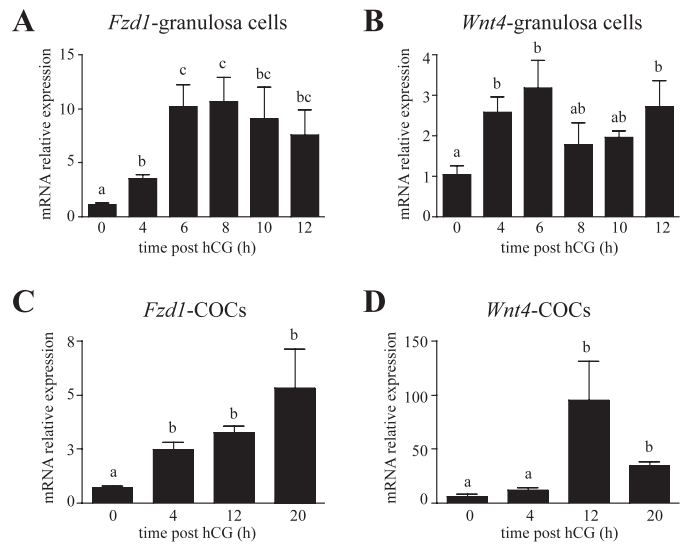 A
Fzd1-granulosa cells
mRNA relative expression
15
10
5
0
a
b
c
c
bc
bc
0 4 6 8 10 12
time post hCG (h)
B
Wnt4-granulosa cells
mRNA relative expression
4
3
2
1
0
a
b
b
ab
ab
b
0 4 6 8 10 12
time post hCG (h)
C
Fzd1-COCs
mRNA relative expression
8
5
3
0
a
b
b
b
0 4 12 20
time post hCG (h)
D
Wnt4-COCs
mRNA relative expression
150
100
50
0
a
a
b
b
0 4 12 20
time post hCG (h)